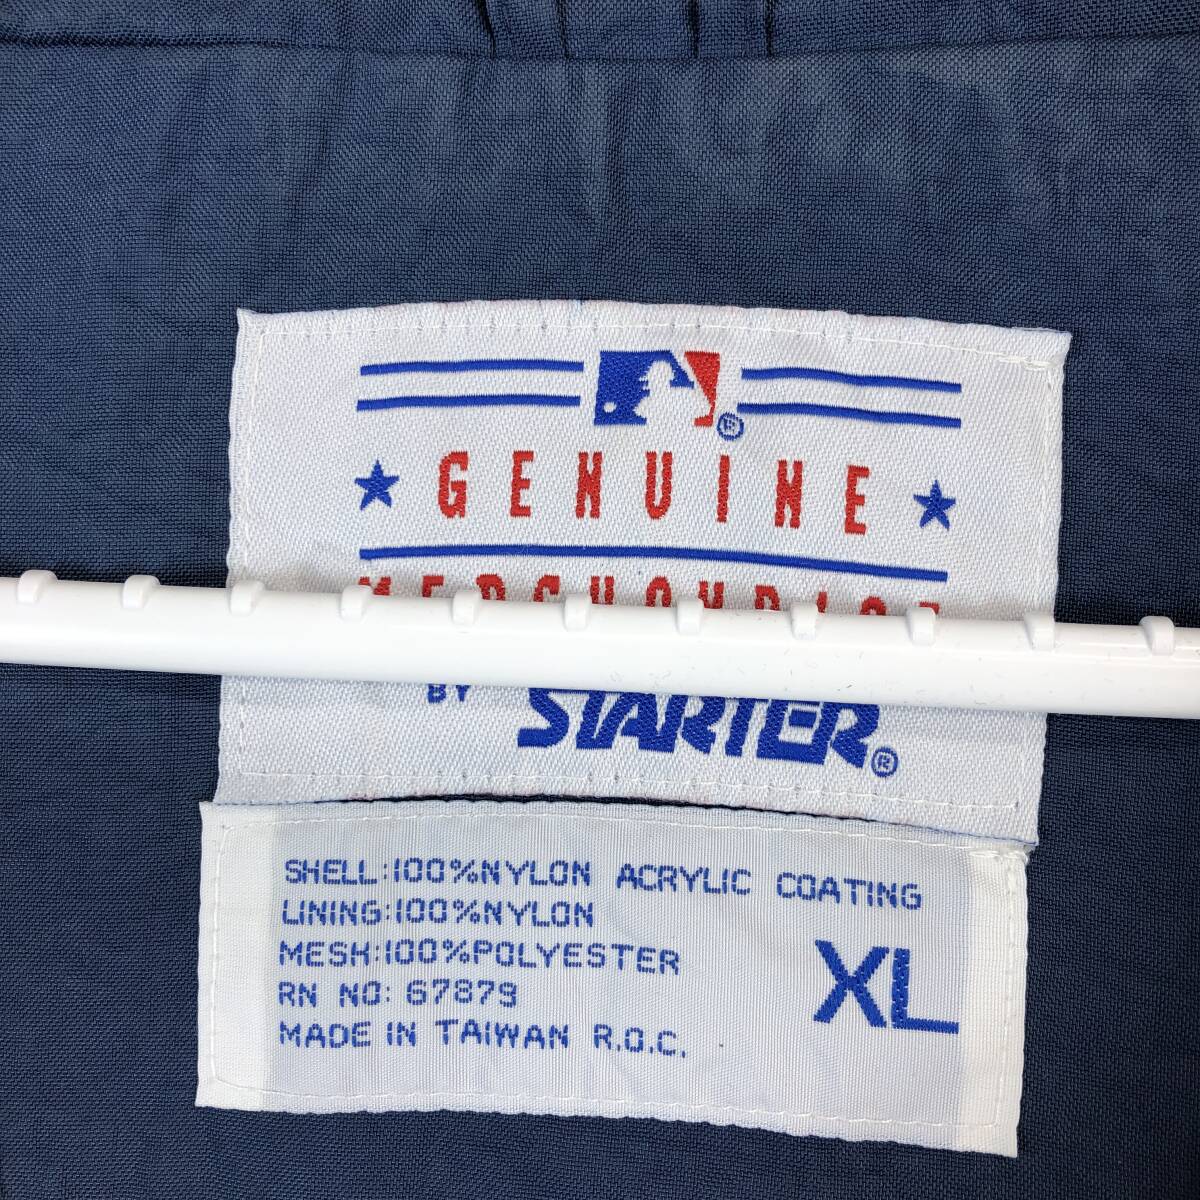 ®
GENUINE
MERCHANDISE
BY STARTER®
SHELL:100%NYLON ACRYLIC COATING
LINING:100%NYLON
MESH:100%POLYESTER
RN NO: 67879
MADE IN TAIWAN R.O.C.
XL